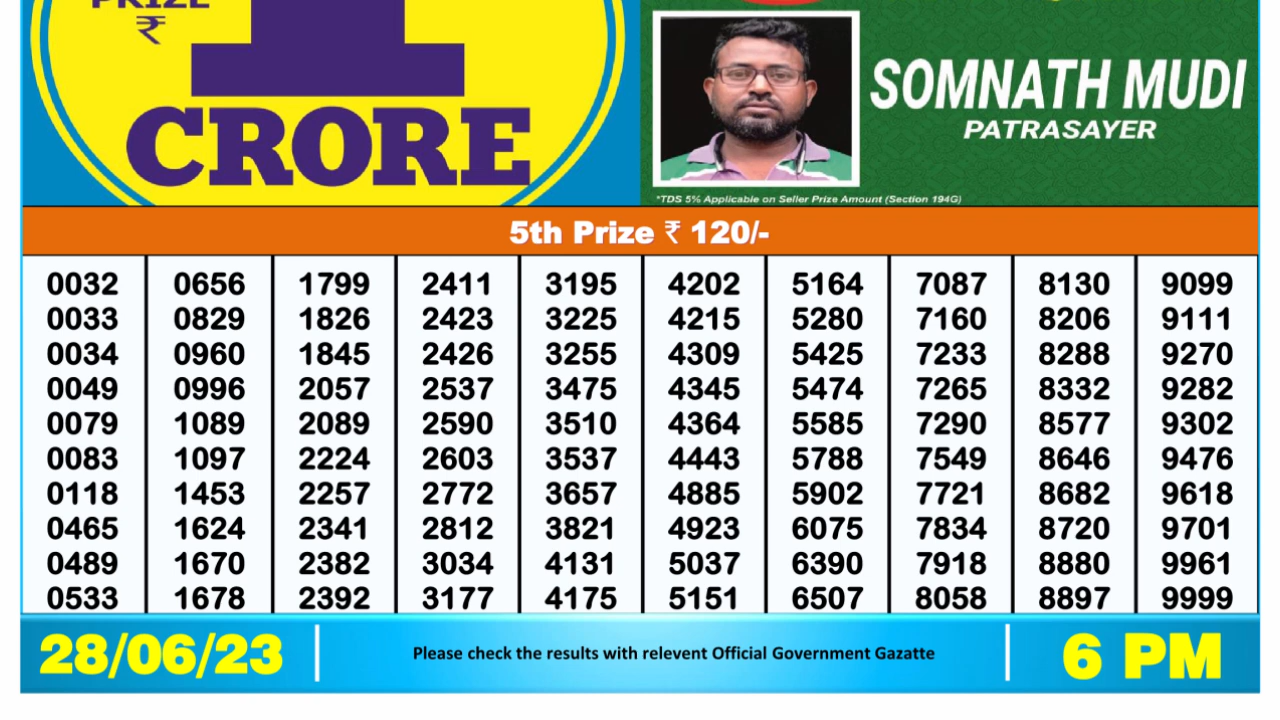 PRIZE
₹
1
CRORE
SOMNATH MUDI
PATRASAYER
*TDS 5% Applicable on Seller Prize Amount (Section 194G)
5th Prize ₹ 120/-
0032 0656 1799 2411 3195 4202 5164 7087 8130 9099
0033 0829 1826 2423 3225 4215 5280 7160 8206 9111
0034 0960 1845 2426 3255 4309 5425 7233 8288 9270
0049 0996 2057 2537 3475 4345 5474 7265 8332 9282
0079 1089 2089 2590 3510 4364 5585 7290 8577 9302
0083 1097 2224 2603 3537 4443 5788 7549 8646 9476
0118 1453 2257 2772 3657 4885 5902 7721 8682 9618
0465 1624 2341 2812 3821 4923 6075 7834 8720 9701
0489 1670 2382 3034 4131 5037 6390 7918 8880 9961
0533 1678 2392 3177 4175 5151 6507 8058 8897 9999
28/06/23 Please check the results with relevent Official Government Gazatte 6 PM